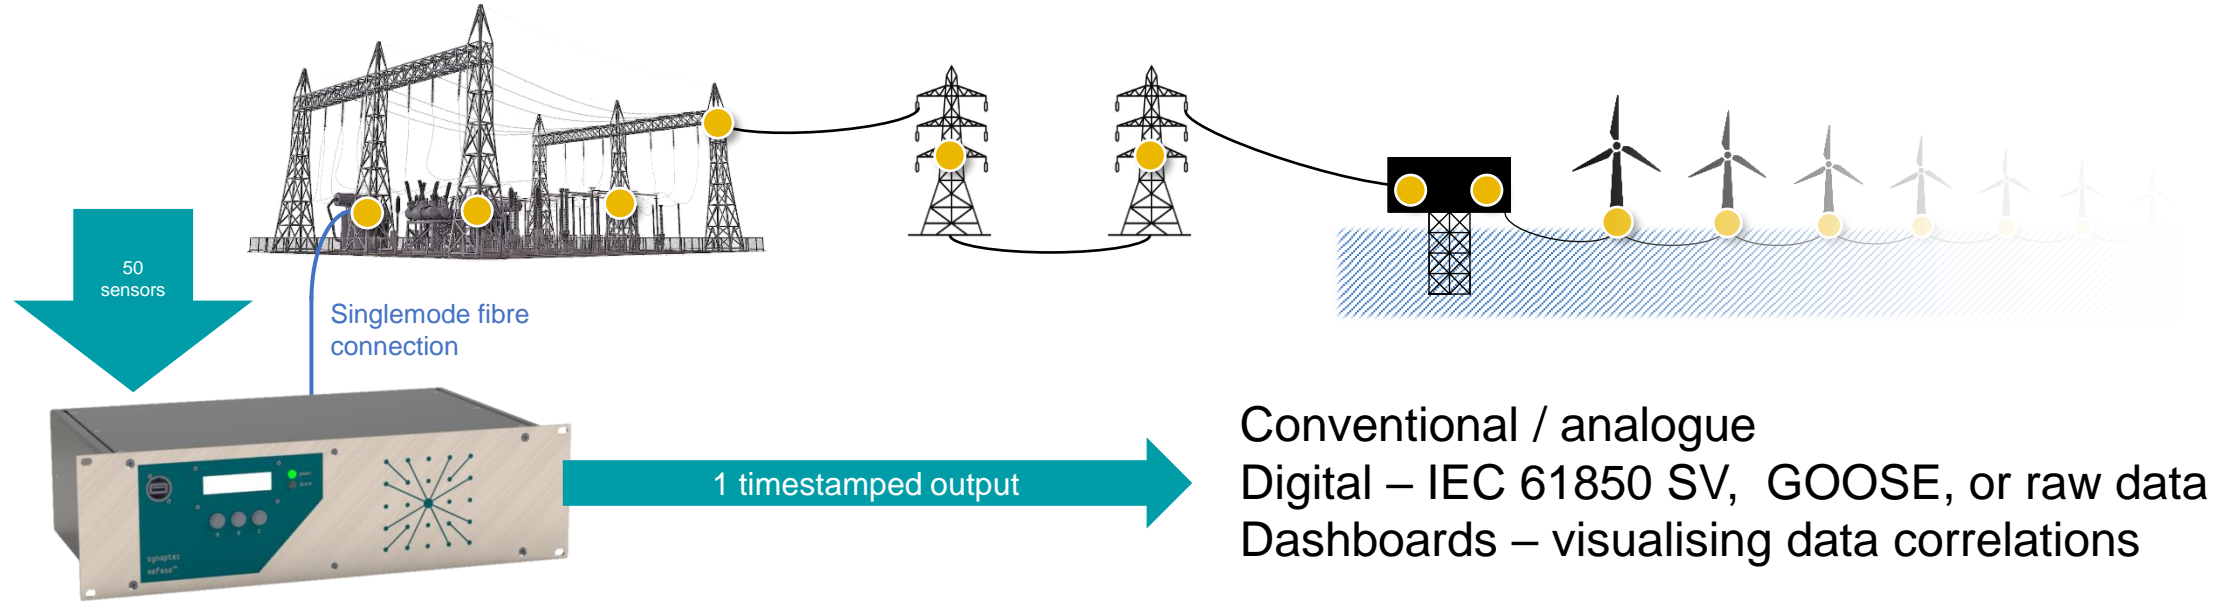 50
sensors
Singlemode fibre
connection
1 timestamped output
Conventional / analogue
Digital – IEC 61850 SV,  GOOSE, or raw data
Dashboards – visualising data correlations
A B C
synaptec